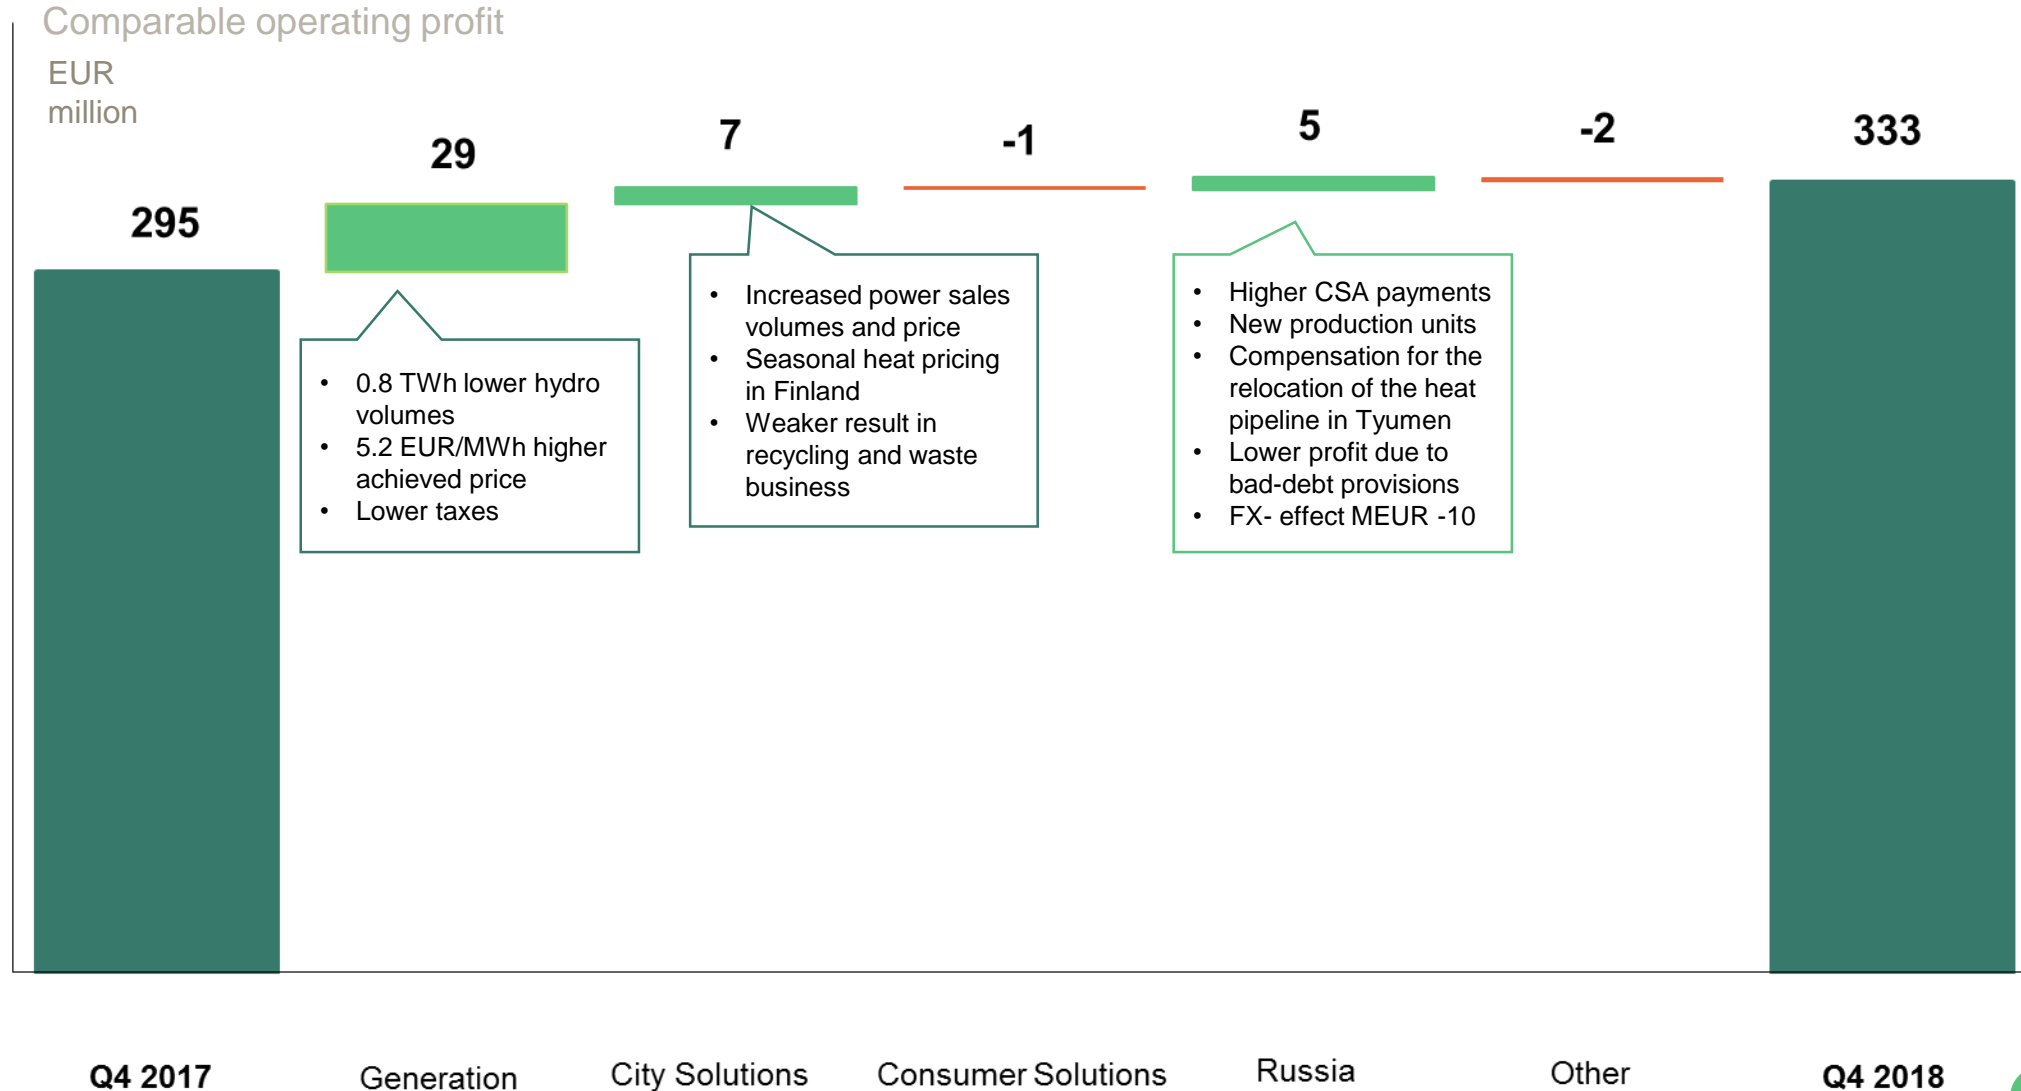 Comparable operating profit
EUR
million
295
29
7
-1
5
-2
333
• 0.8 TWh lower hydro
volumes
• 5.2 EUR/MWh higher
achieved price
• Lower taxes
• Increased power sales
volumes and price
• Seasonal heat pricing
in Finland
• Weaker result in
recycling and waste
business
• Higher CSA payments
• New production units
• Compensation for the
relocation of the heat
pipeline in Tyumen
• Lower profit due to
bad-debt provisions
• FX- effect MEUR -10
Q4 2017
Generation
City Solutions
Consumer Solutions
Russia
Other
Q4 2018